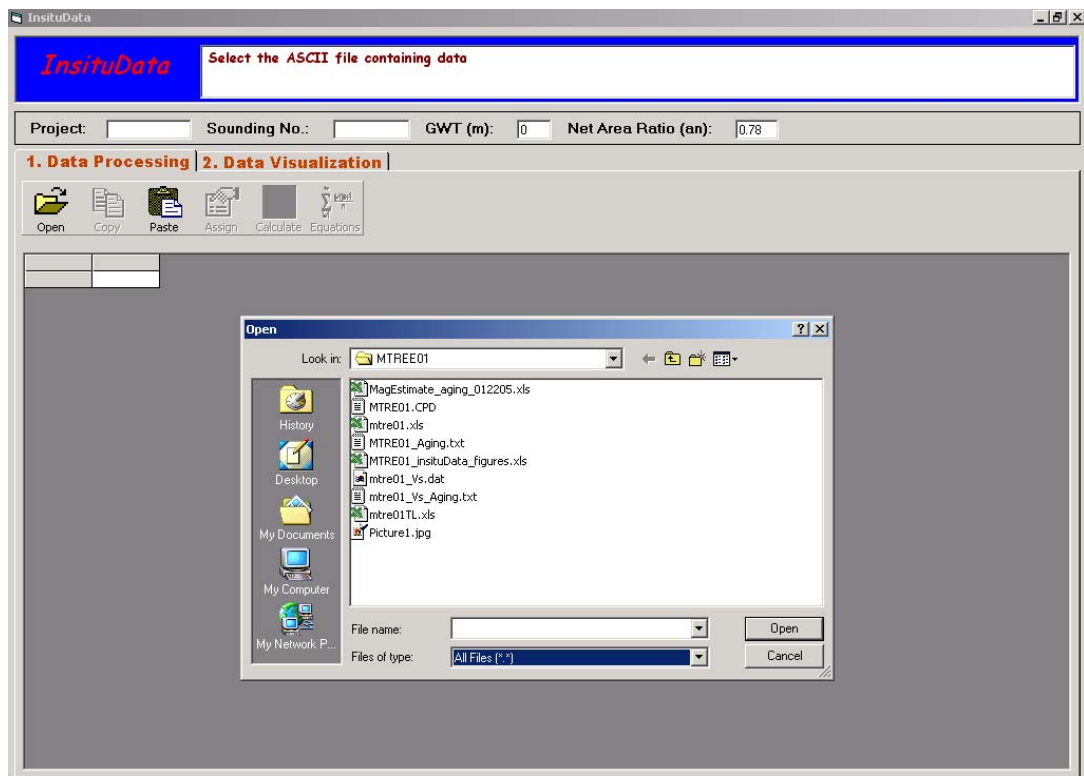 InsituData
InsituData
Select the ASCII file containing data
Project:
Sounding No.:
GWT (m): 0
Net Area Ratio (an): 0.78
1. Data Processing
2. Data Visualization
Open
Copy
Paste
Assign
Calculate
Equations
Open
Look in: MTREE01
History
Desktop
My Documents
My Computer
My Network P...
MagEstimate_aging_012205.xls
MTRE01.CPD
mtre01.xls
MTRE01_Aging.txt
MTRE01_insituData_figures.xls
mtre01_Vs.dat
mtre01_Vs_Aging.txt
mtre01TL.xls
Picture1.jpg
File name:
Open
Files of type: All Files (*.*)
Cancel